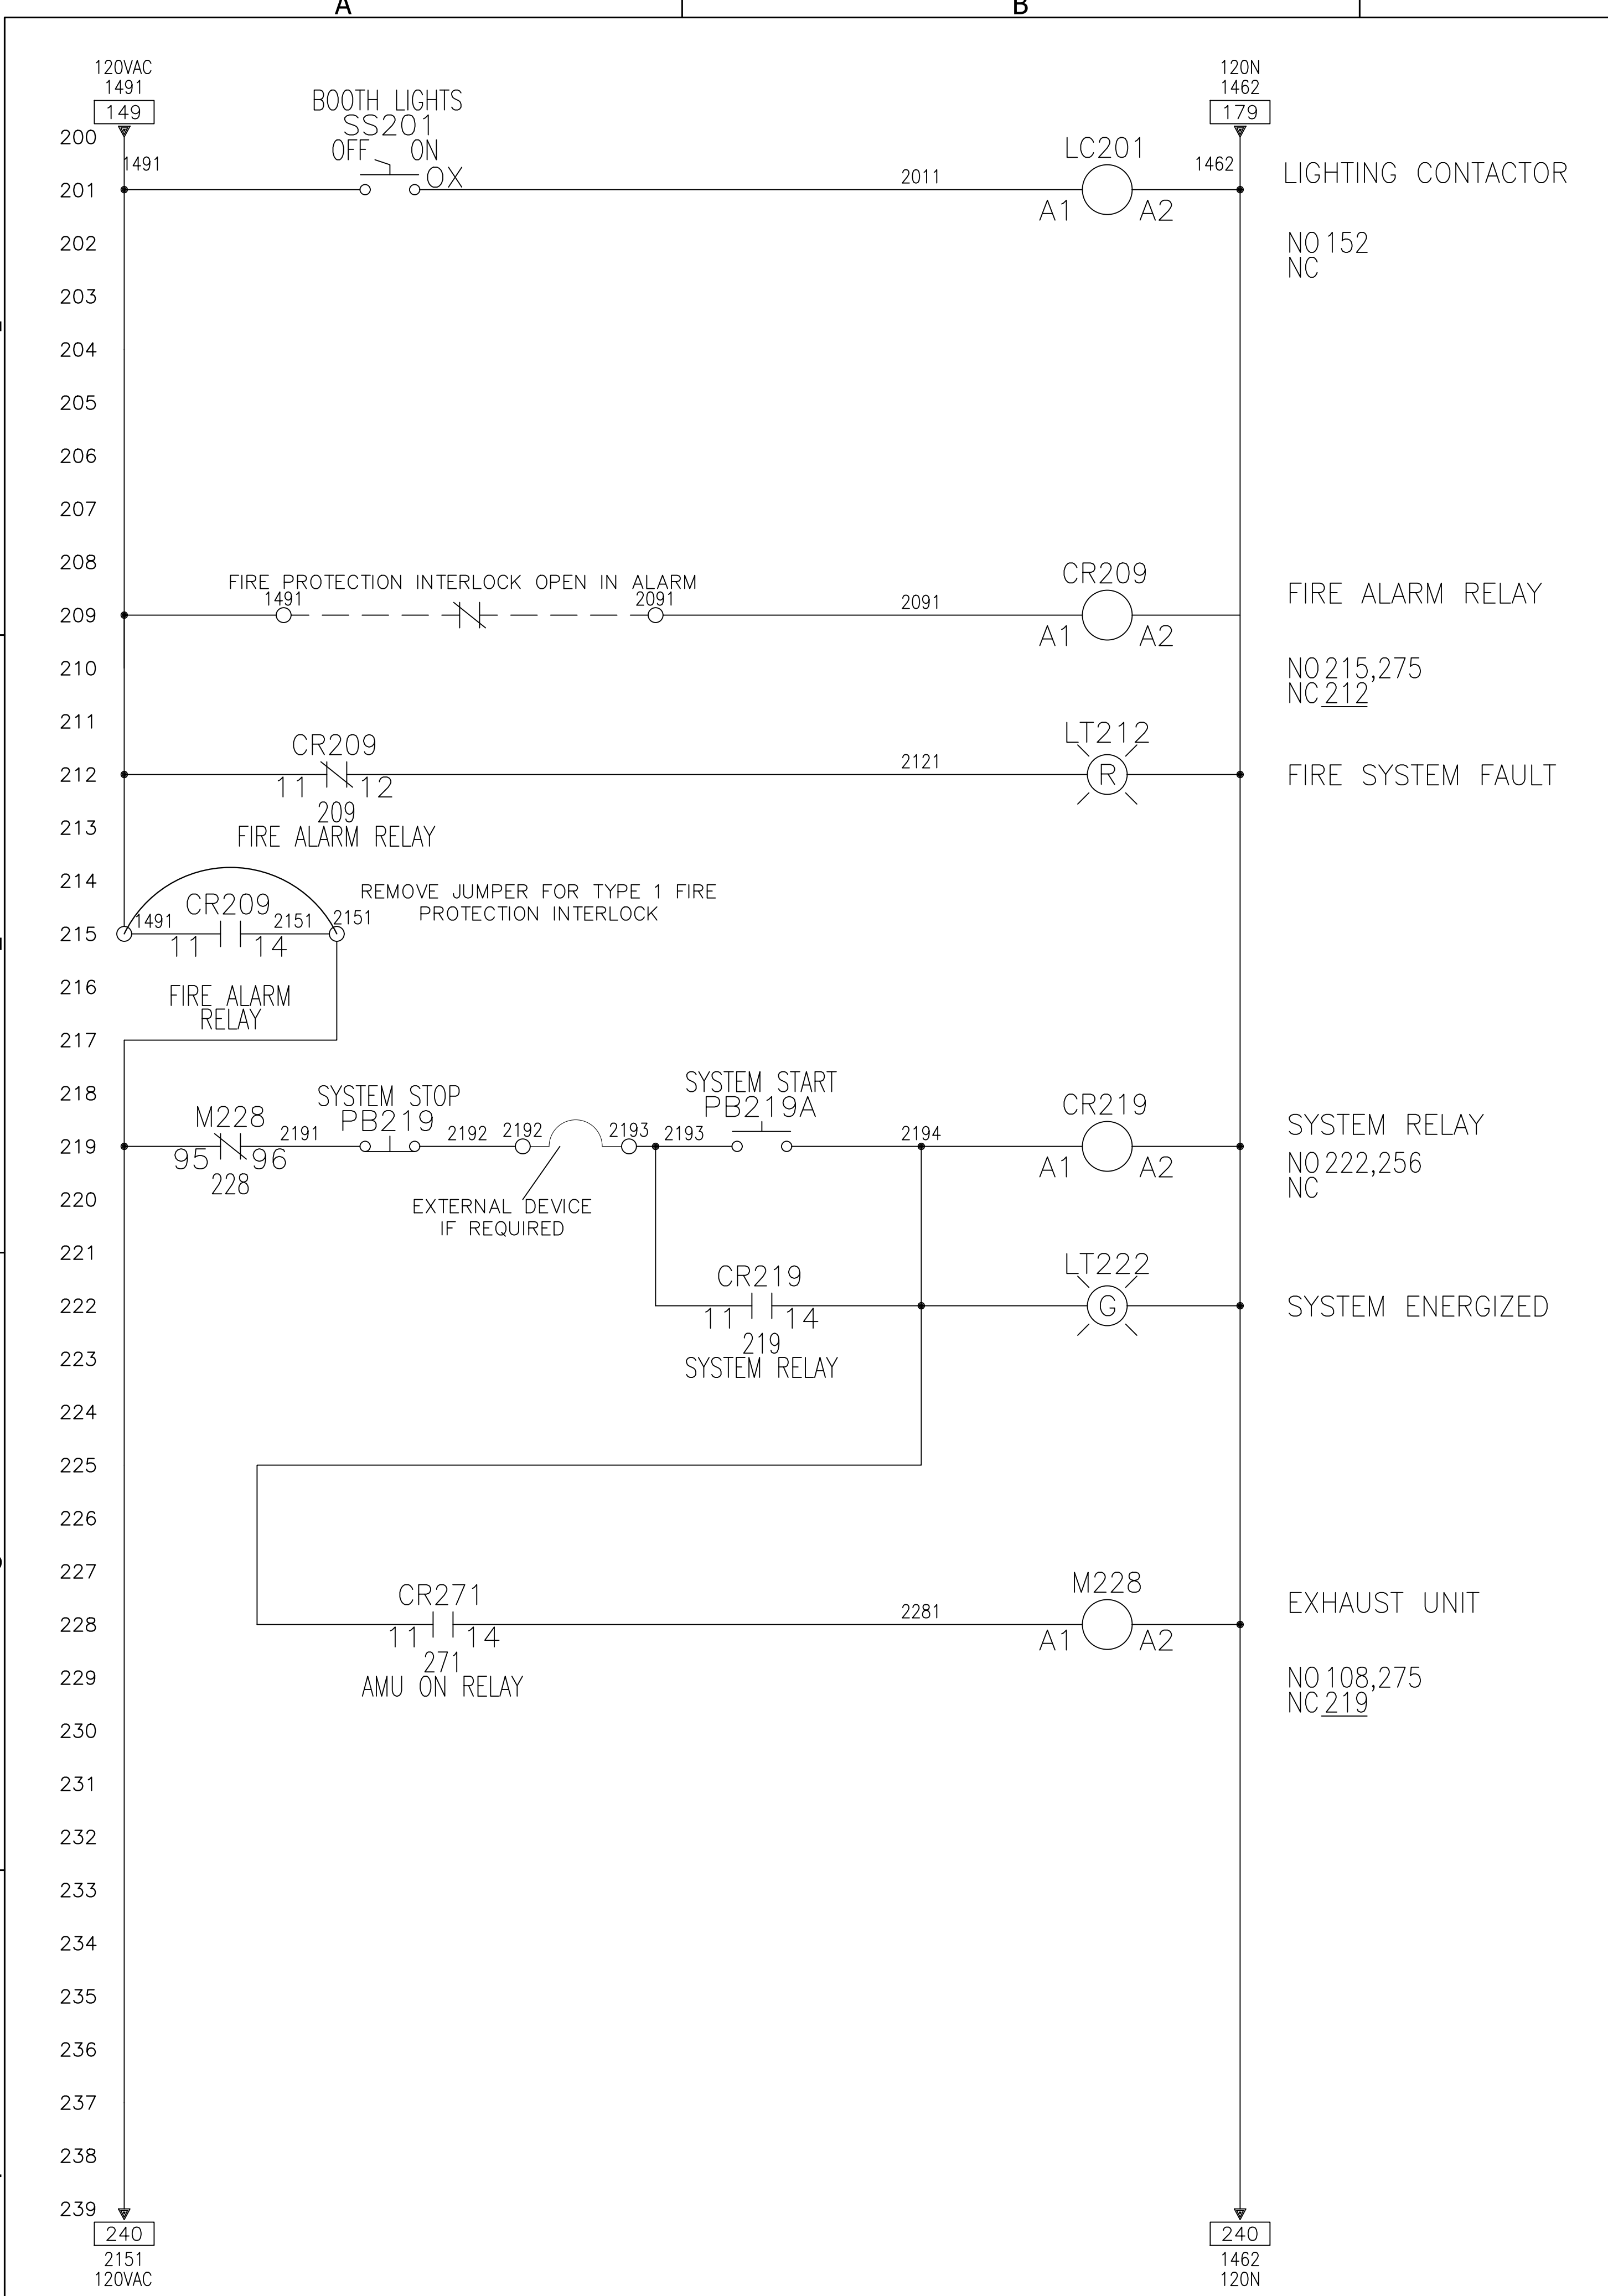 A B
120VAC
1491
149
120N
1462
179
BOOTH LIGHTS
SS201
OFF ON
OX
200
1491
1462
LC201
LIGHTING CONTACTOR
201
2011
A1 A2
202
NO 152
NC
203
204
205
206
207
208
FIRE PROTECTION INTERLOCK OPEN IN ALARM
CR209
FIRE ALARM RELAY
209
1491
2091
2091
A1 A2
210
NO 215,275
NC 212
211
CR209
LT212
212
11 12
2121
R
FIRE SYSTEM FAULT
209
213
FIRE ALARM RELAY
214
REMOVE JUMPER FOR TYPE 1 FIRE
PROTECTION INTERLOCK
CR209
1491
2151
2151
215
11 14
216
FIRE ALARM
RELAY
217
218
SYSTEM STOP
PB219
SYSTEM START
PB219A
CR219
M228
SYSTEM RELAY
219
2191
2192
2192
2193
2193
2194
95 96
228
A1 A2
NO 222,256
NC
220
EXTERNAL DEVICE
IF REQUIRED
221
CR219
LT222
222
11 14
G
SYSTEM ENERGIZED
219
223
SYSTEM RELAY
224
225
226
227
CR271
M228
EXHAUST UNIT
228
2281
11 14
A1 A2
271
229
AMU ON RELAY
NO 108,275
NC 219
230
231
232
233
234
235
236
237
238
239
240
2151
120VAC
240
1462
120N